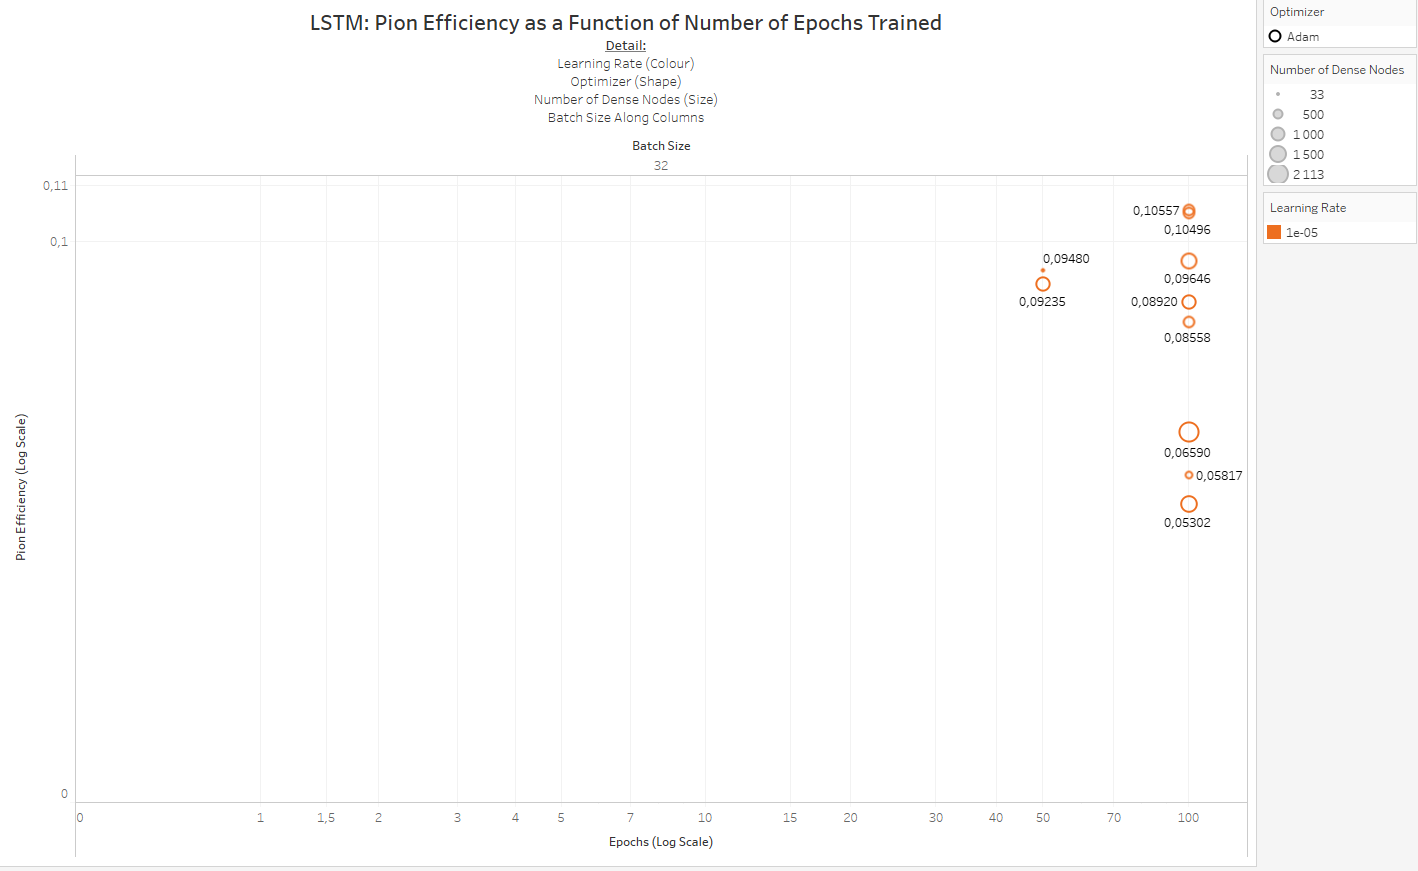 LSTM: Pion Efficiency as a Function of Number of Epochs Trained
Detail:
Learning Rate (Colour)
Optimizer (Shape)
Number of Dense Nodes (Size)
Batch Size Along Columns
Batch Size
32
0,11
0,1
0
Pion Efficiency (Log Scale)
0,10557
0,10496
0,09480
0,09646
0,09235
0,08920
0,08558
0,06590
0,05817
0,05302
0
1
1,5
2
3
4
5
7
10
15
20
30
40
50
70
100
Epochs (Log Scale)
Optimizer
Adam
Number of Dense Nodes
33
500
1 000
1 500
2 113
Learning Rate
1e-05